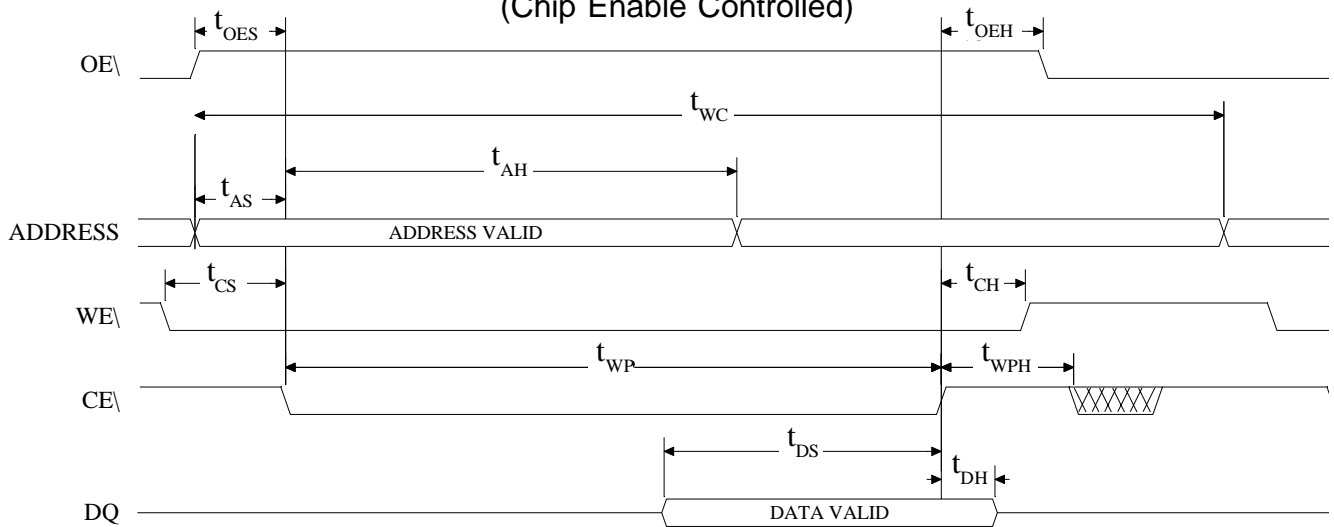 (Chip Enable Controlled)
tOES
tOEH
OE\
tWC
tAH
tAS
ADDRESS
ADDRESS VALID
tCS
tCH
WE\
tWP
tWPH
CE\
tDS
tDH
DQ
DATA VALID